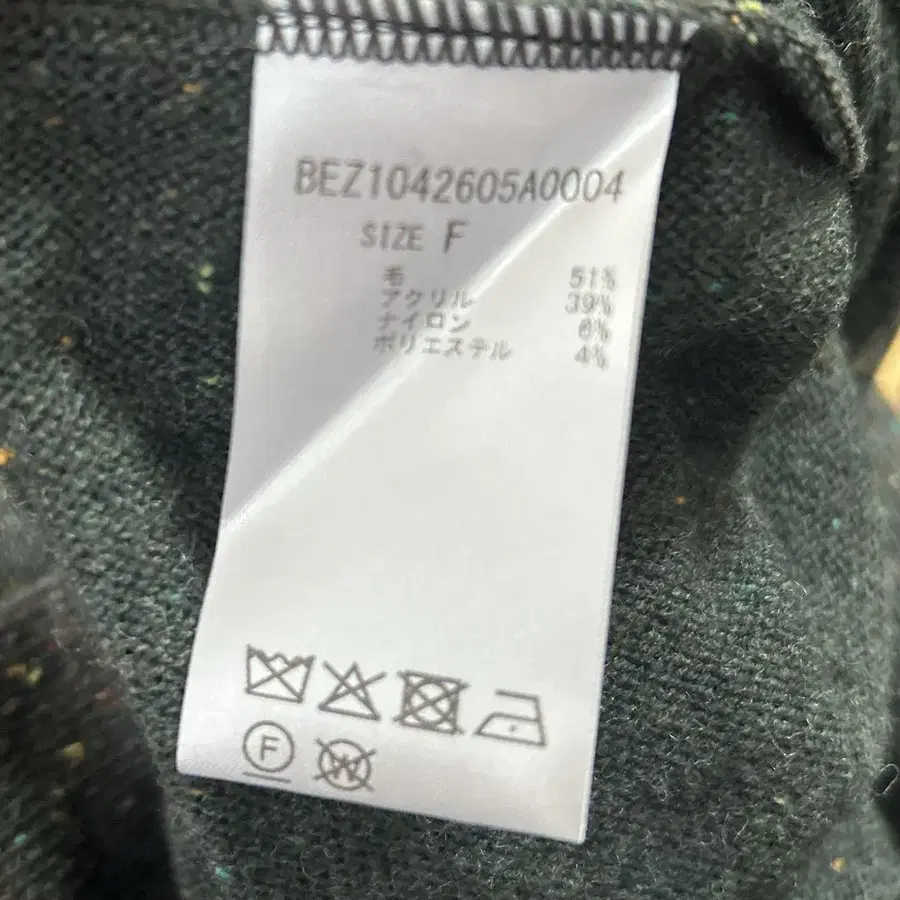 BEZ1042605A0004
SIZE F
毛 51%
アクリル 39%
ナイロン 6%
ポリエステル 4%
F
W